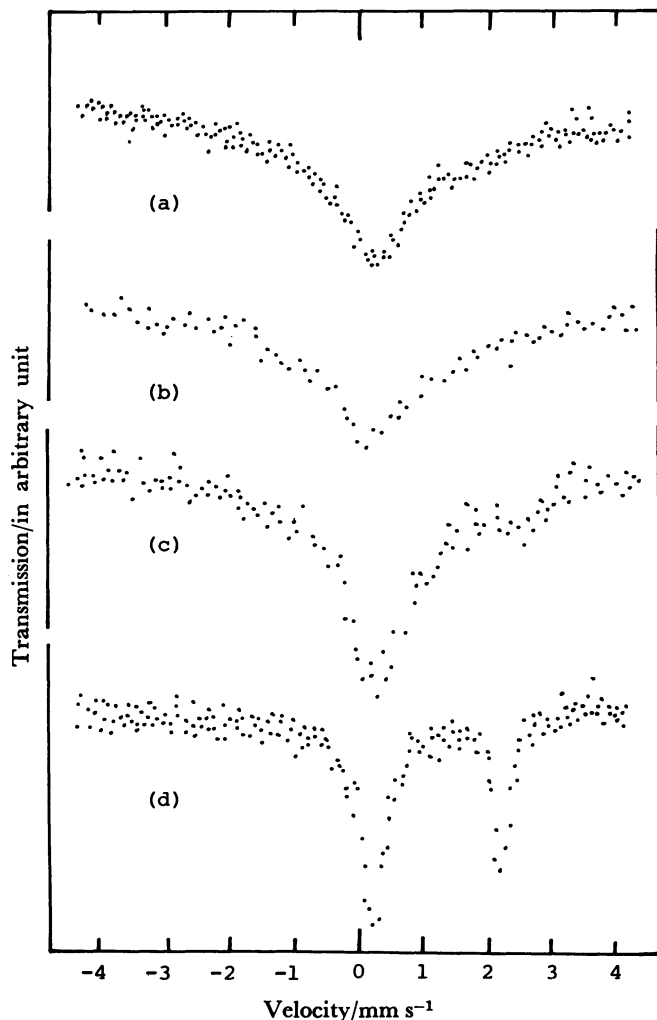 (a)
(b)
(c)
(d)
Transmission/in arbitrary unit
-4 -3 -2 -1 0 1 2 3 4
Velocity/mm s⁻¹